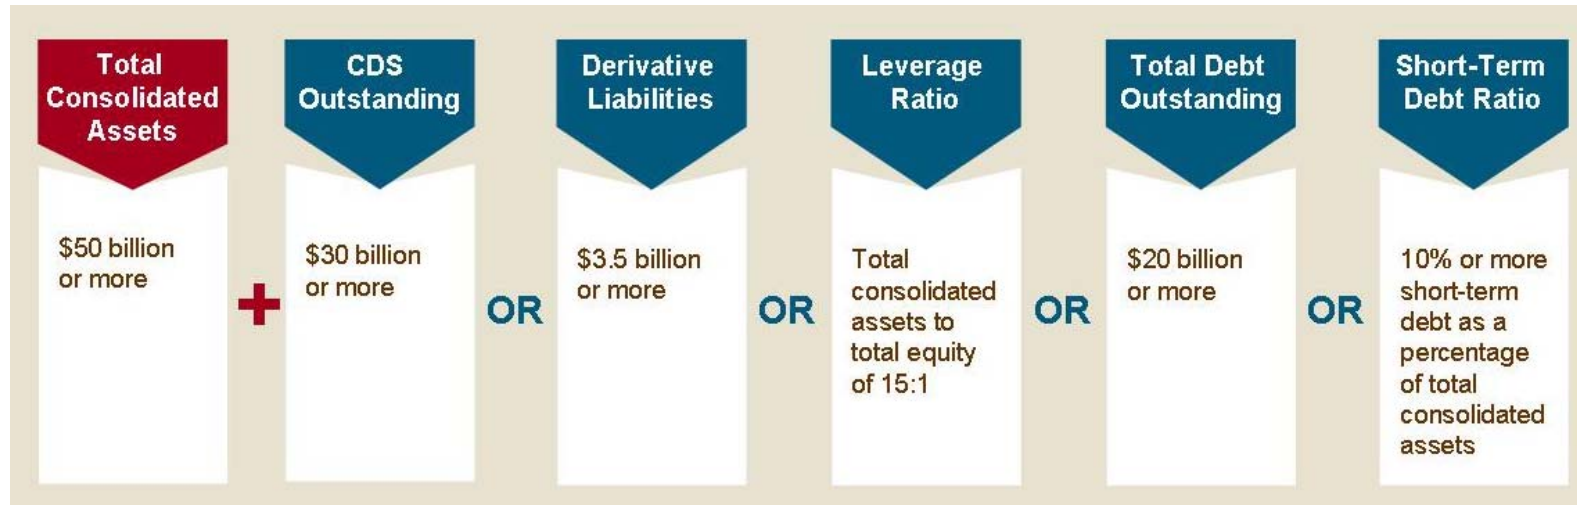 Total
Consolidated
Assets
$50 billion
or more
+
CDS
Outstanding
$30 billion
or more
OR
Derivative
Liabilities
$3.5 billion
or more
OR
Leverage
Ratio
Total
consolidated
assets to
total equity
of 15:1
OR
Total Debt
Outstanding
$20 billion
or more
OR
Short-Term
Debt Ratio
10% or more
short-term
debt as a
percentage
of total
consolidated
assets